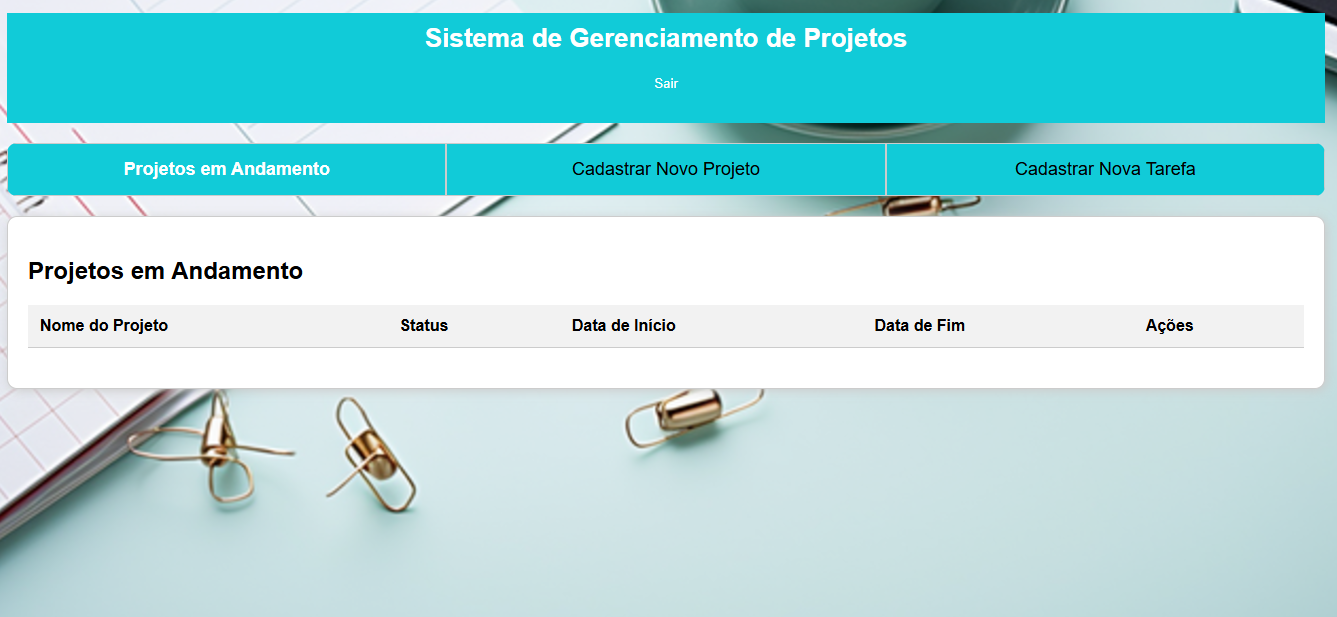 Sistema de Gerenciamento de Projetos
Sair
Projetos em Andamento Cadastrar Novo Projeto Cadastrar Nova Tarefa
Projetos em Andamento
Nome do Projeto Status Data de Início Data de Fim Ações